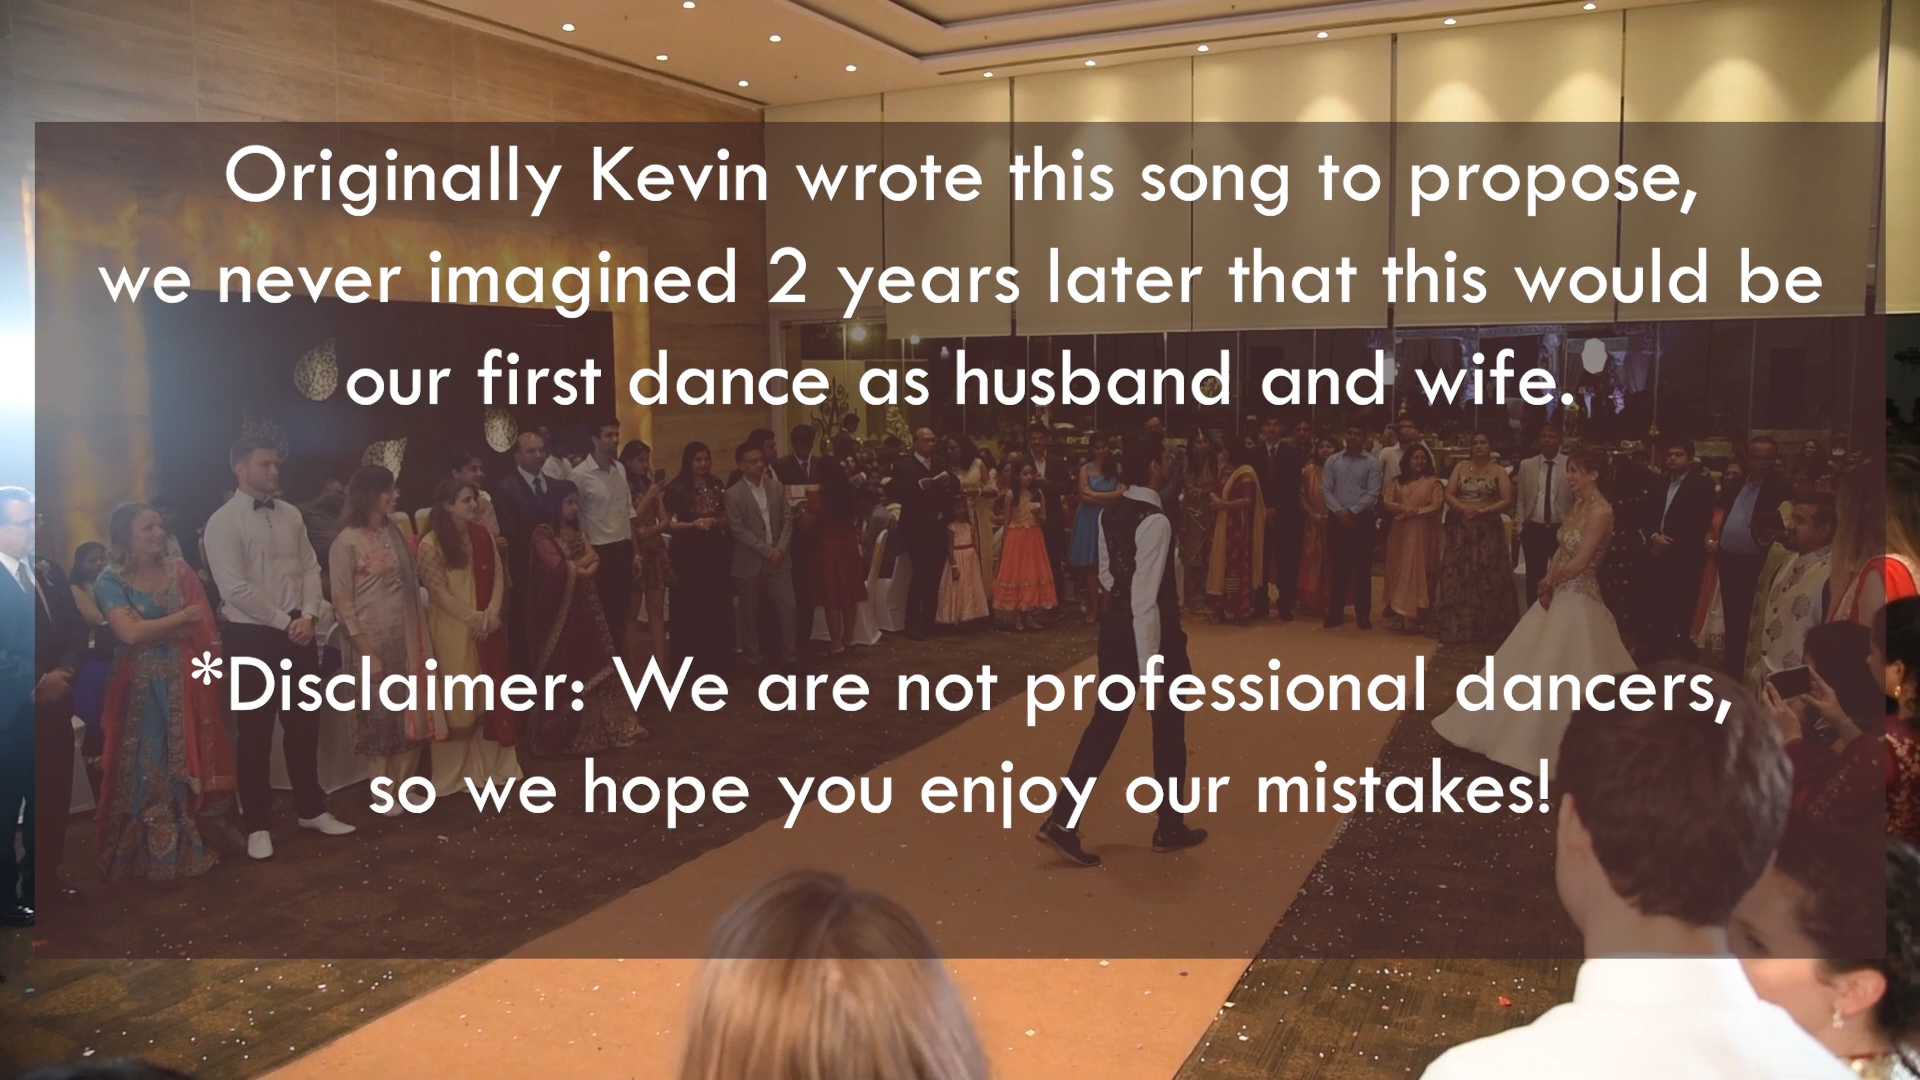 Originally Kevin wrote this song to propose,
we never imagined 2 years later that this would be
our first dance as husband and wife.
*Disclaimer: We are not professional dancers,
so we hope you enjoy our mistakes!